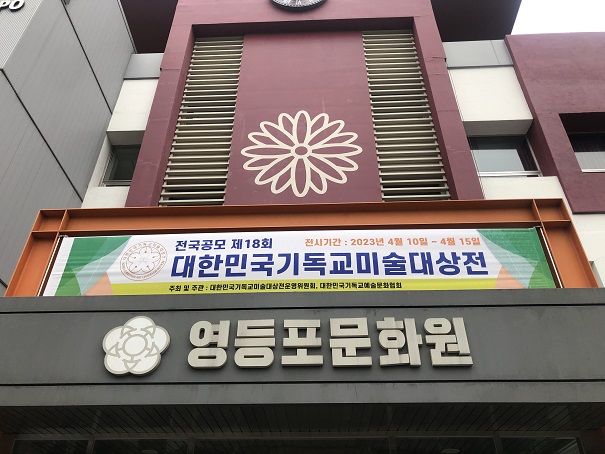 PO
전국공모 제18회 전시기간 : 2023년 4월 10일 ~ 4월 15일
대한민국기독교미술대상전
주최 및 주관 : 대한민국기독교미술대상전운영위원회, 대한민국기독교예술문화협회
영등포문화원